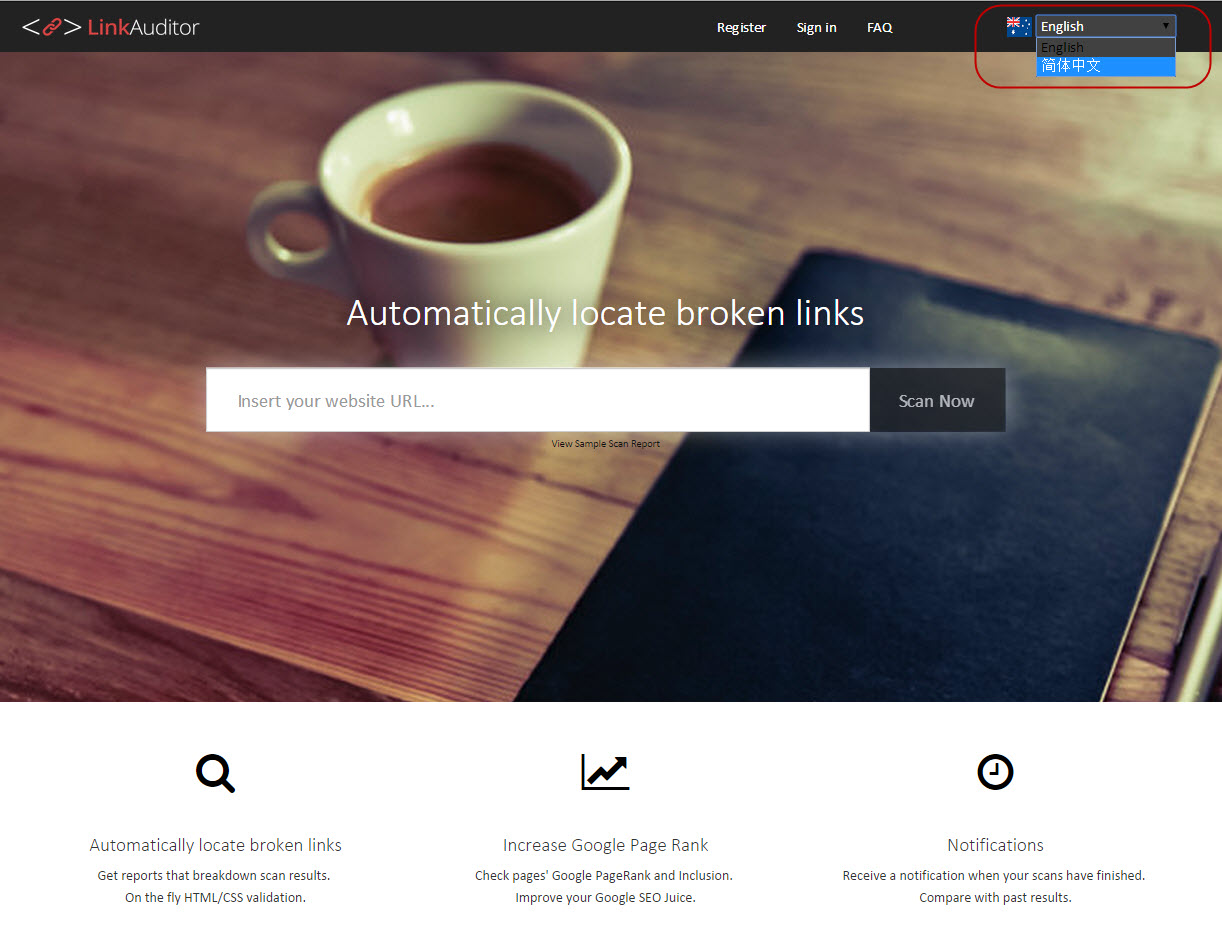 <> LinkAuditor
Register
Sign in
FAQ
English
English
简体中文
Automatically locate broken links
Insert your website URL...
Scan Now
View Sample Scan Report
Automatically locate broken links
Get reports that breakdown scan results.
On the fly HTML/CSS validation.
Increase Google Page Rank
Check pages' Google PageRank and Inclusion.
Improve your Google SEO Juice.
Notifications
Receive a notification when your scans have finished.
Compare with past results.